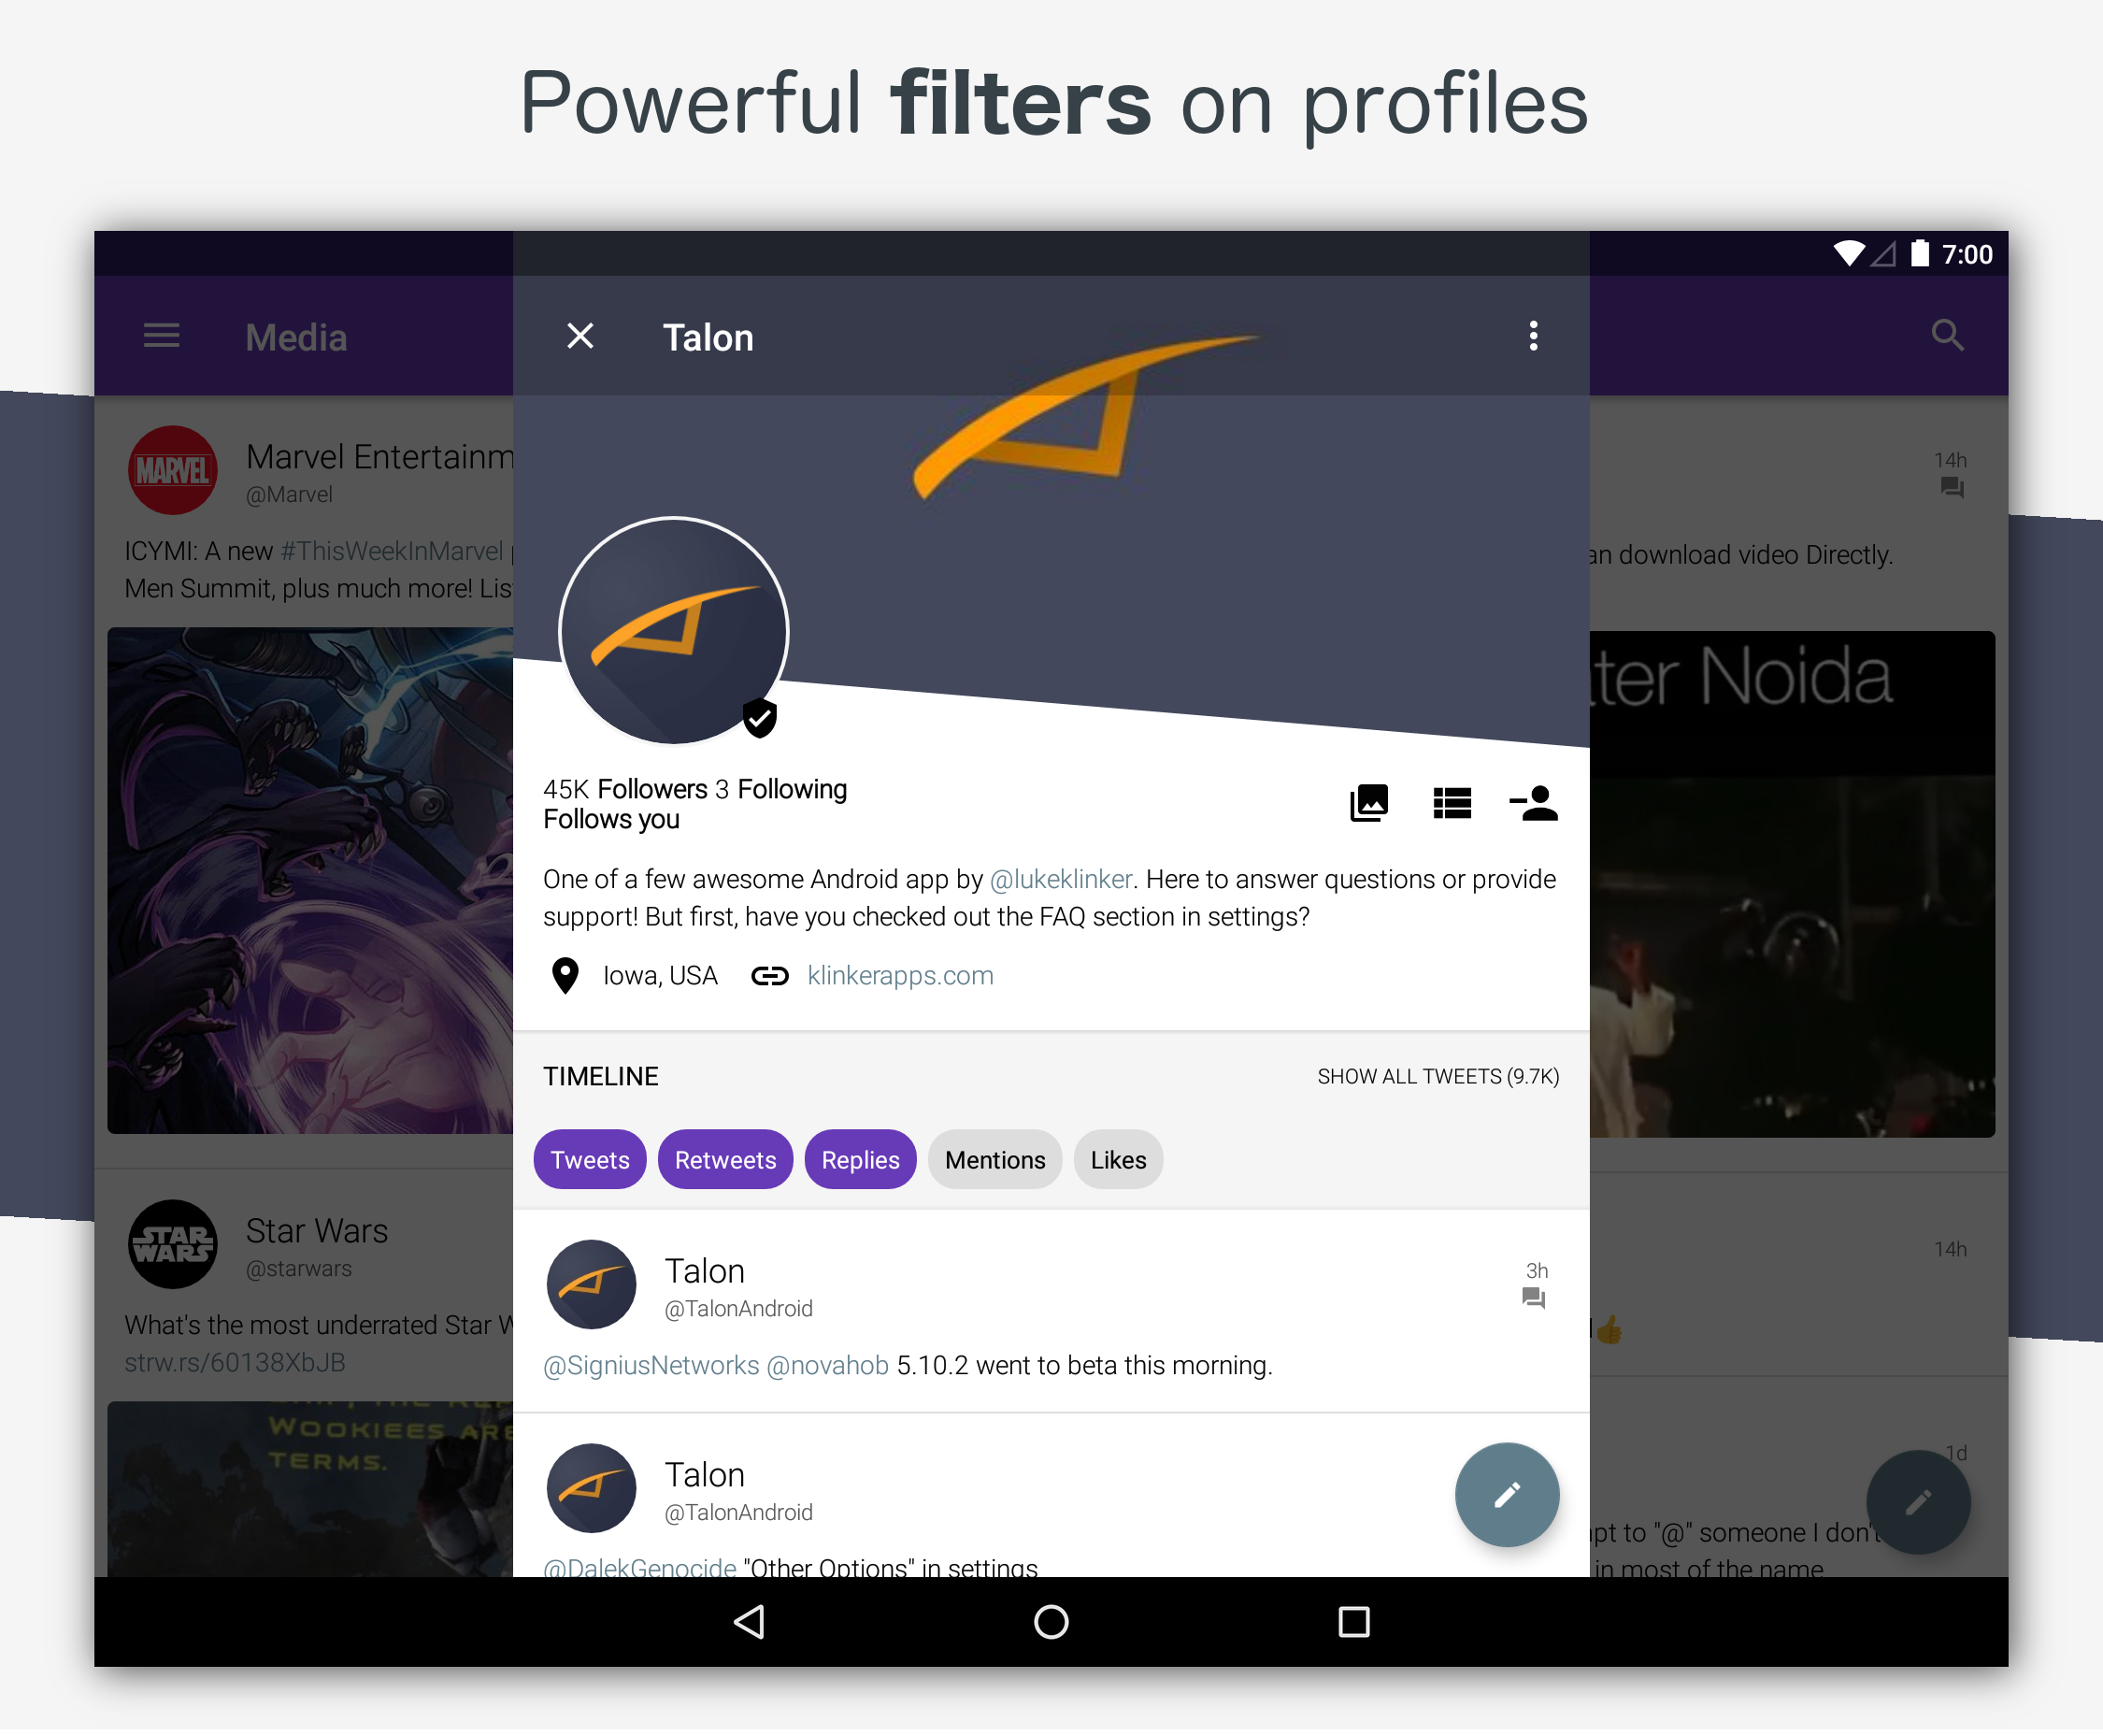 Powerful filters on profiles
7:00
Media
Talon
Marvel Entertainm
@Marvel
14h
ICYMI: A new #ThisWeekInMarvel
Men Summit, plus much more! Lis
an download video Directly.
MARVEL
ter Noida
45K Followers 3 Following
Follows you
One of a few awesome Android app by @lukeklinker. Here to answer questions or provide
support! But first, have you checked out the FAQ section in settings?
Iowa, USA
klinkerapps.com
TIMELINE
SHOW ALL TWEETS (9.7K)
Tweets
Retweets
Replies
Mentions
Likes
STAR
WARS
Star Wars
@starwars
14h
What's the most underrated Star W
strw.rs/60138XbJB
WOOKIEES ARE
TERMS.
Talon
@TalonAndroid
3h
@SigniusNetworks @novahob 5.10.2 went to beta this morning.
Talon
@TalonAndroid
@DalekGenocide "Other Options" in settings
1d
pt to "@" someone I don't
in most of the name